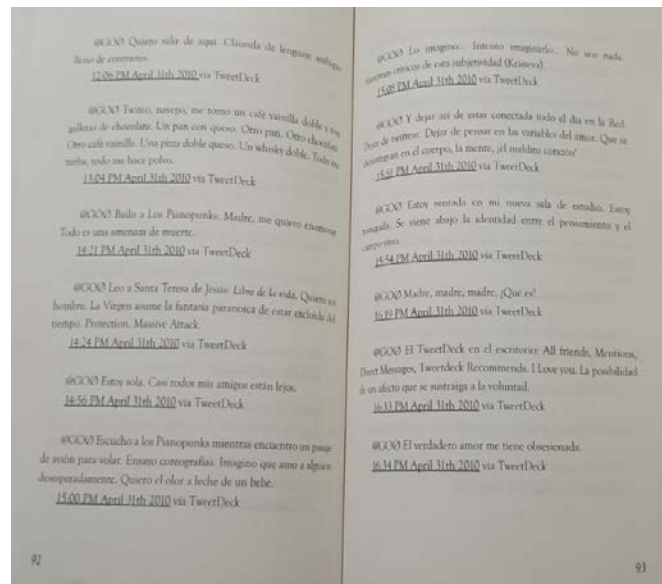 @GOO Quiero salir de aquí. Cláusula de lenguaje ambiguo
lleno de contrastes.
12:06 PM April 31th 2010 via TweetDeck
@GOO Twiteo, navego, me tomo un café vainilla doble y tres
galletas de chocolate. Un pan con queso. Otro pan. Otro chocolate
Otro café vainilla. Una pizza doble queso. Un whisky doble. Todo me
turba, todo me hace polvo.
13:04 PM April 31th 2010 via TweetDeck
@GOO Bailo a Los Pianopunks. Madre, me quiero enamorar
Todo es una amenaza de muerte.
14:21 PM April 31th 2010 via TweetDeck
@GOO Leo a Santa Teresa de Jesús: Libro de la vida. Quiero un
hombre. La Virgen asume la fantasía paranoica de estar excluida del
tiempo. Protection. Massive Attack.
14:24 PM April 31th 2010 via TweetDeck
@GOO Estoy sola. Casi todos mis amigos están lejos.
14:56 PM April 31th 2010 via TweetDeck
@GOO Escucho a los Pianopunks mientras encuentro un pasaje
de avión para volar. Ensayo coreografías. Imagino que amo a alguien
desesperadamente. Quiero el olor a leche de un bebé.
15:00 PM April 31th 2010 via TweetDeck
92
@GOO Lo imagino... Intento imaginarlo... No veo nada.
Síntomas críticos de esta subjetividad (Kristeva).
15:05 PM April 31th 2010 via TweetDeck
@GOO Y dejar así de estar conectada todo el día en la Red.
Dejar de twittear. Dejar de pensar en las variables del amor. Que se
desintegran en el cuerpo, la mente, ¡el maldito corazón!
15:51 PM April 31th 2010 via TweetDeck
@GOO Estoy sentada en mi nueva sala de estudio. Estoy
tranquila. Se viene abajo la identidad entre el pensamiento y el
campo
15:54 PM April 31th 2010 via TweetDeck
@GOO Madre, madre, madre. ¿Qué es?
16:19 PM April 31th 2010 via TweetDeck
@GOO El TweetDeck en el escritorio: All friends, Mentions,
Direct Messages, Tweetdeck Recommends. I Love you. La posibilidad
de un afecto que se sustraiga a la voluntad.
16:33 PM April 31th 2010 via TweetDeck
@GOO El verdadero amor me tiene obsesionada.
16:34 PM April 31th 2010 via TweetDeck
93